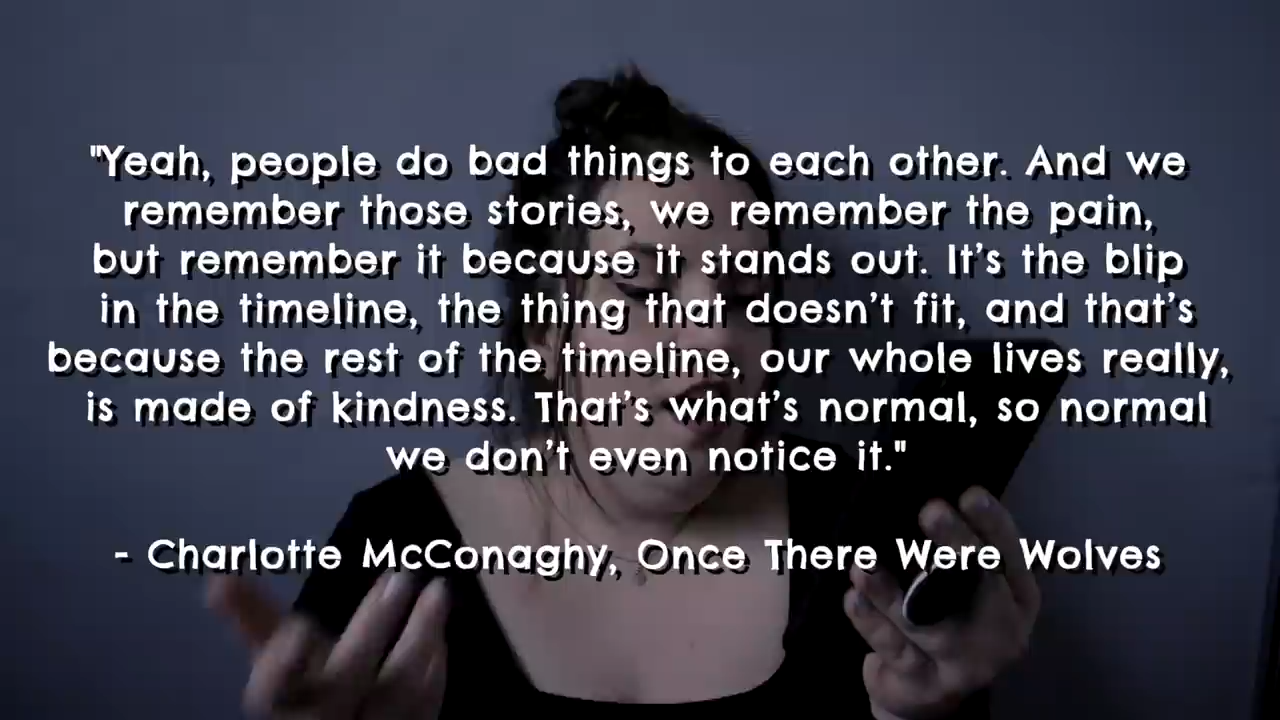 "Yeah, people do bad things to each other. And we
remember those stories, we remember the pain,
but remember it because it stands out. It’s the blip
in the timeline, the thing that doesn’t fit, and that’s
because the rest of the timeline, our whole lives really,
is made of kindness. That’s what’s normal, so normal
we don’t even notice it."
- Charlotte McConaghy, Once There Were Wolves